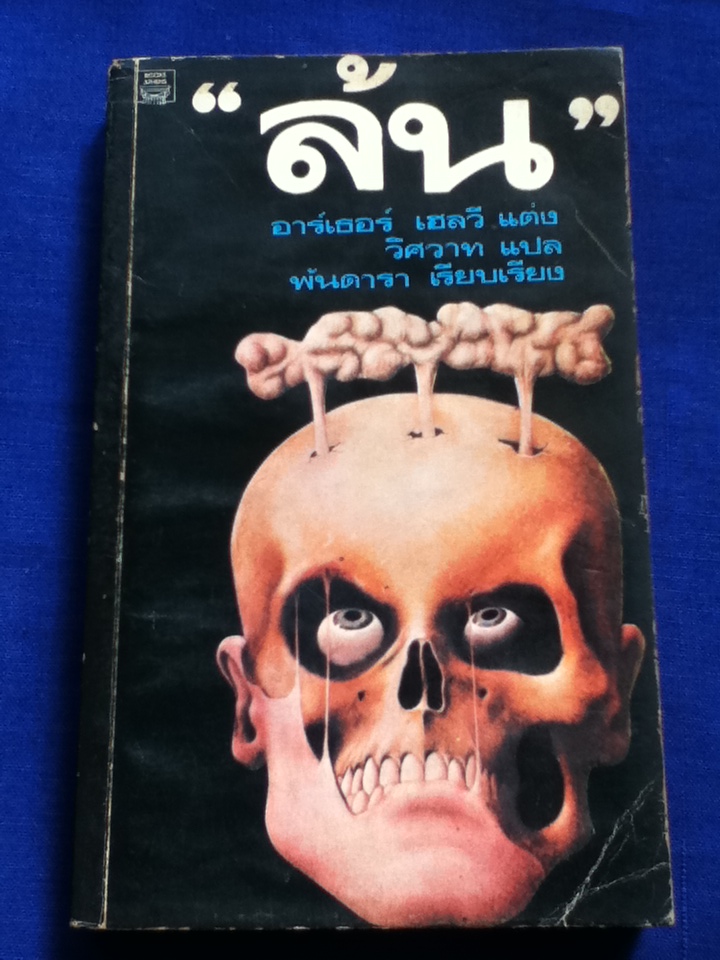 “ล้น”
อาร์เธอร์ เฮลวี แต่ง
วิศวาท แปล
พันดารา เรียบเรียง